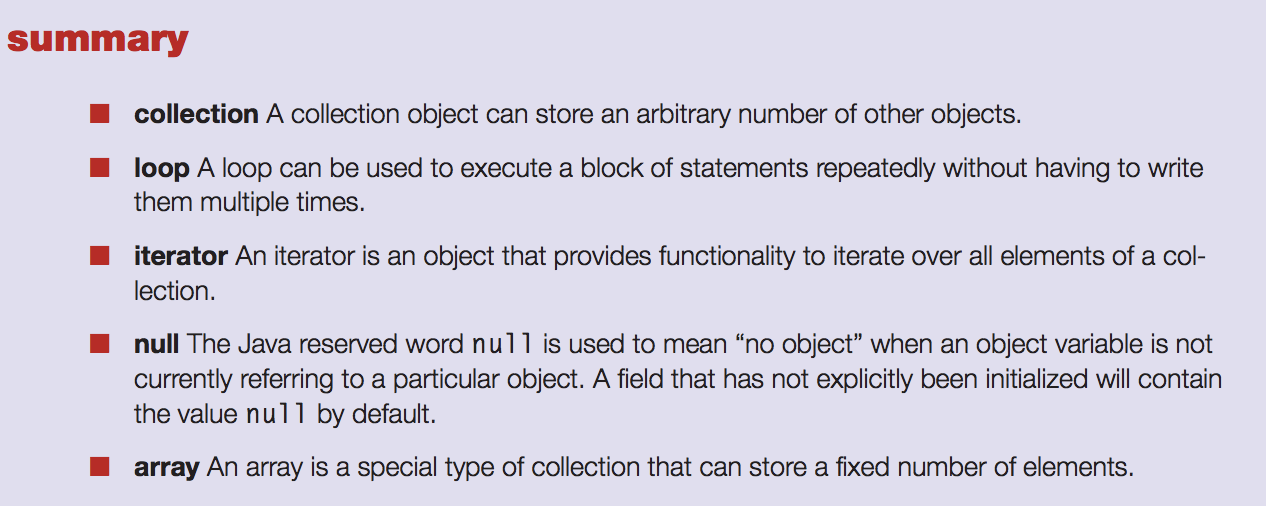 summary
collection A collection object can store an arbitrary number of other objects.
loop A loop can be used to execute a block of statements repeatedly without having to write
them multiple times.
iterator An iterator is an object that provides functionality to iterate over all elements of a col-
lection.
null The Java reserved word null is used to mean “no object” when an object variable is not
currently referring to a particular object. A field that has not explicitly been initialized will contain
the value null by default.
array An array is a special type of collection that can store a fixed number of elements.